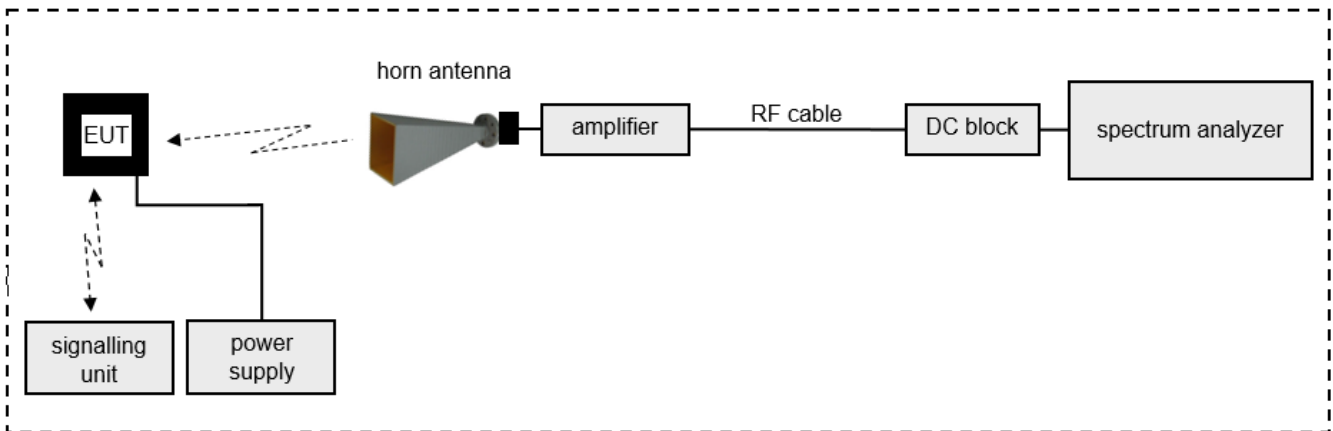 horn antenna
EUT
amplifier
RF cable
DC block
spectrum analyzer
signalling
unit
power
supply